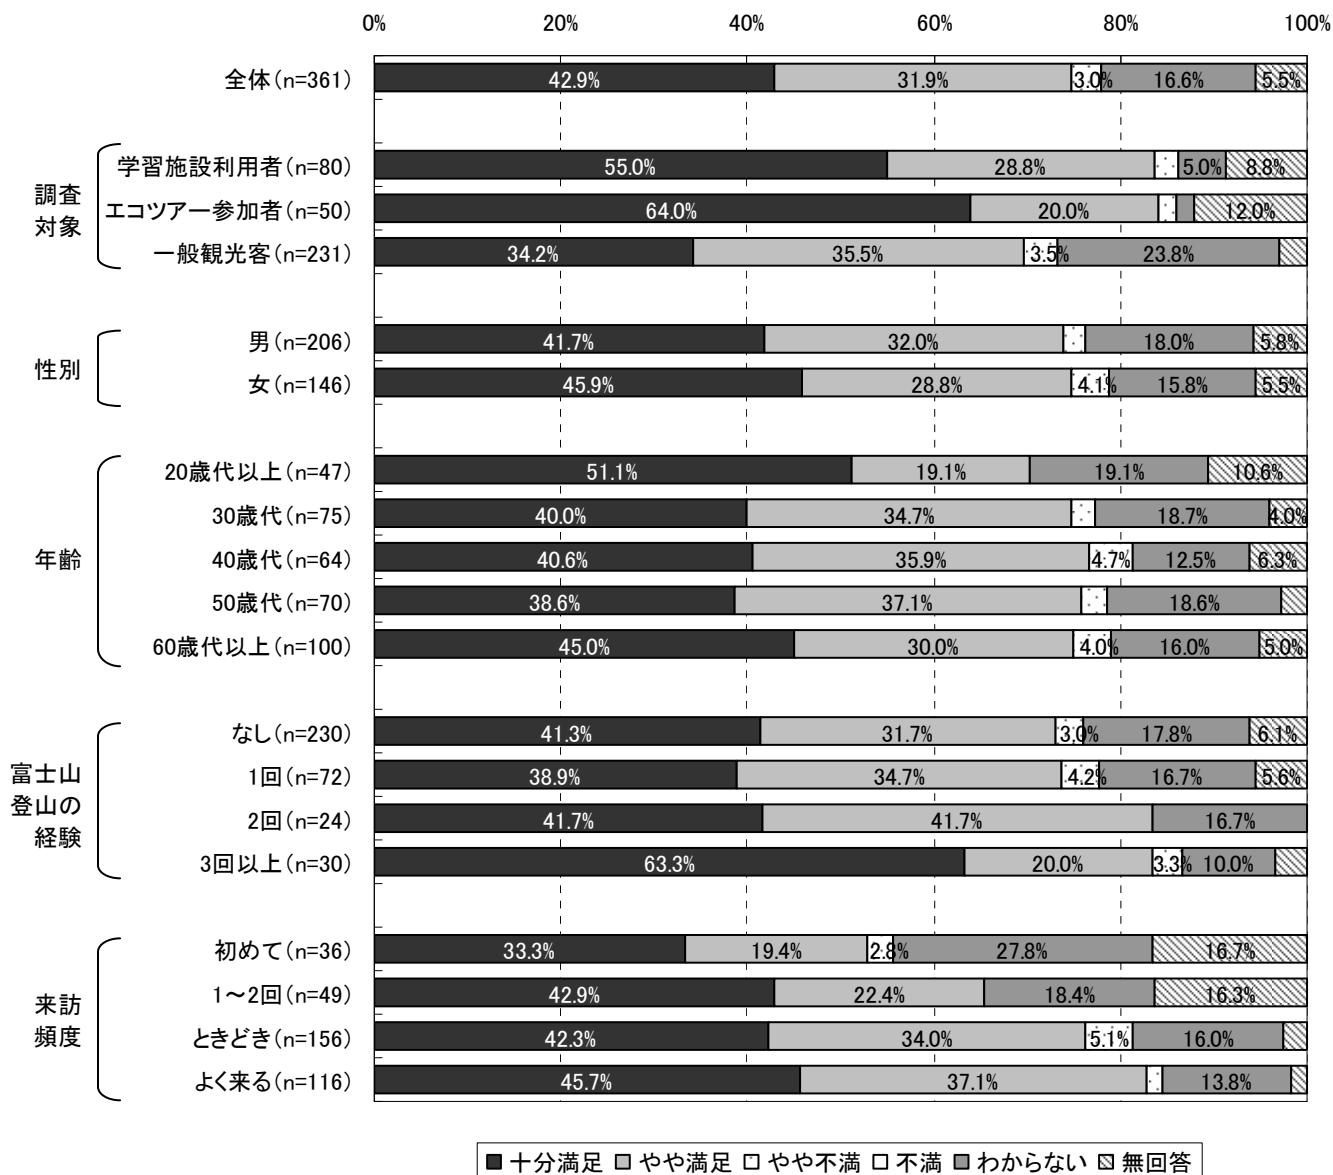 0% 20% 40% 60% 80% 100%
全体(n=361) 42.9% 31.9% 3.0% 16.6% 5.5%
調査
対象
学習施設利用者(n=80) 55.0% 28.8% 5.0% 8.8%
エコツアー参加者(n=50) 64.0% 20.0% 12.0%
一般観光客(n=231) 34.2% 35.5% 3.5% 23.8%
性別
男(n=206) 41.7% 32.0% 18.0% 5.8%
女(n=146) 45.9% 28.8% 4.1% 15.8% 5.5%
年齢
20歳代以上(n=47) 51.1% 19.1% 19.1% 10.6%
30歳代(n=75) 40.0% 34.7% 18.7% 4.0%
40歳代(n=64) 40.6% 35.9% 4.7% 12.5% 6.3%
50歳代(n=70) 38.6% 37.1% 18.6%
60歳代以上(n=100) 45.0% 30.0% 4.0% 16.0% 5.0%
富士山
登山の
経験
なし(n=230) 41.3% 31.7% 3.0% 17.8% 6.1%
1回(n=72) 38.9% 34.7% 4.2% 16.7% 5.6%
2回(n=24) 41.7% 41.7% 16.7%
3回以上(n=30) 63.3% 20.0% 3.3% 10.0%
来訪
頻度
初めて(n=36) 33.3% 19.4% 2.8% 27.8% 16.7%
1～2回(n=49) 42.9% 22.4% 18.4% 16.3%
ときどき(n=156) 42.3% 34.0% 5.1% 16.0%
よく来る(n=116) 45.7% 37.1% 13.8%
十分満足 やや満足 やや不満 不満 わからない 無回答